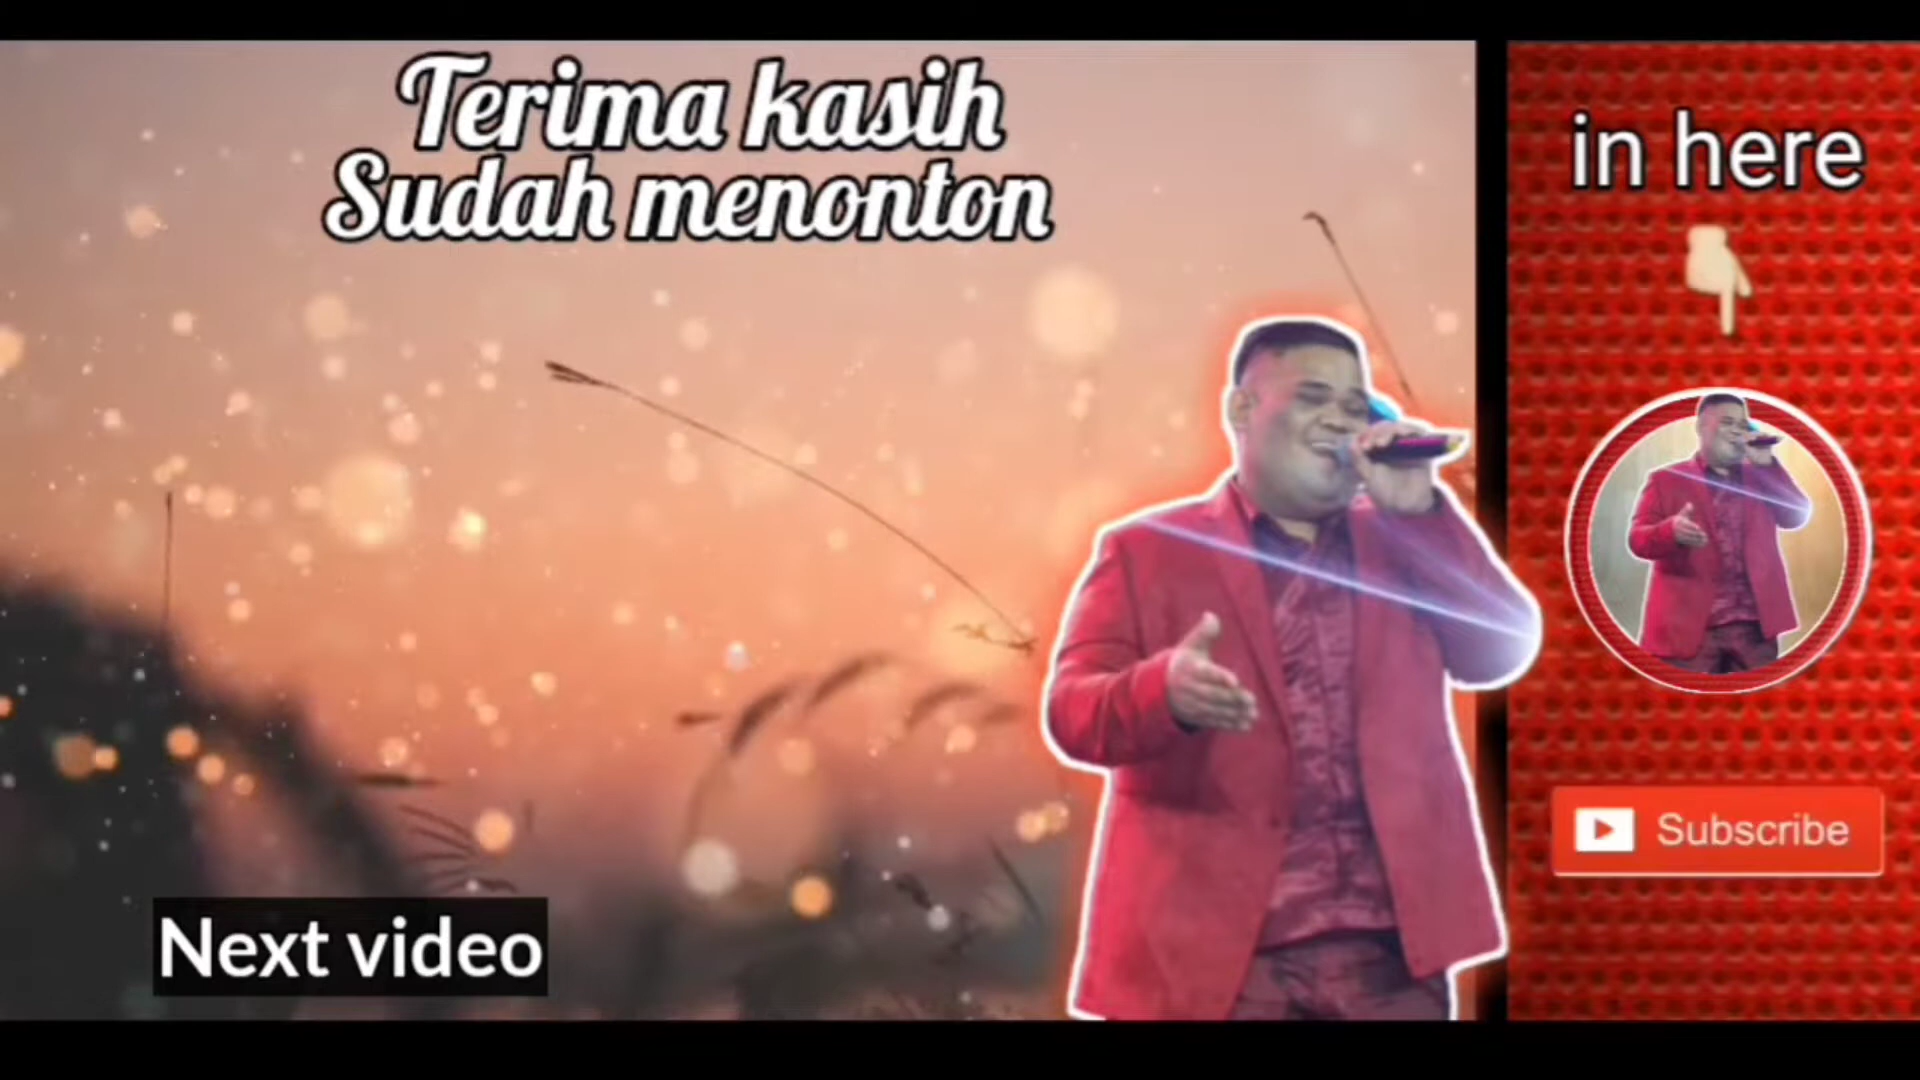 Terima kasih
Sudah menonton
in here
Subscribe
Next video